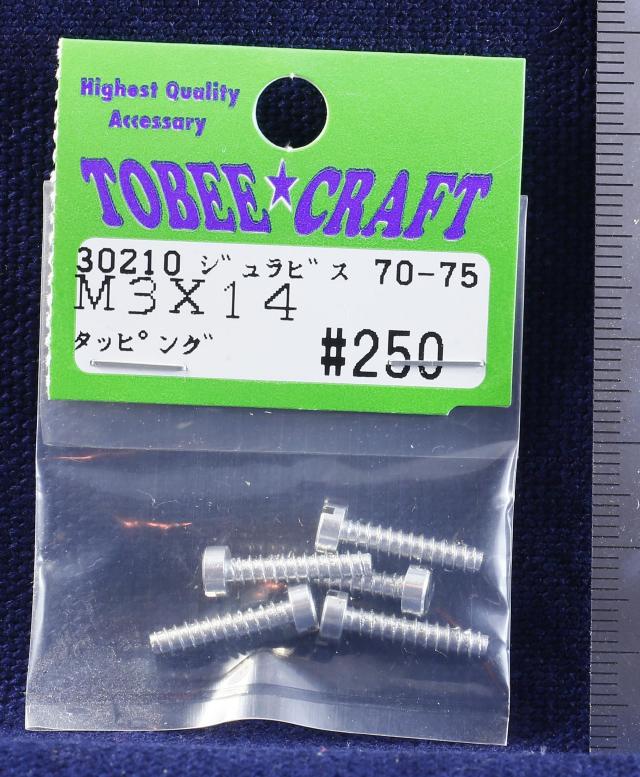 Highest Quality
Accessary
TOBEE★CRAFT
30210 ジュラビス 70-75
M3X14
タッピング
#250